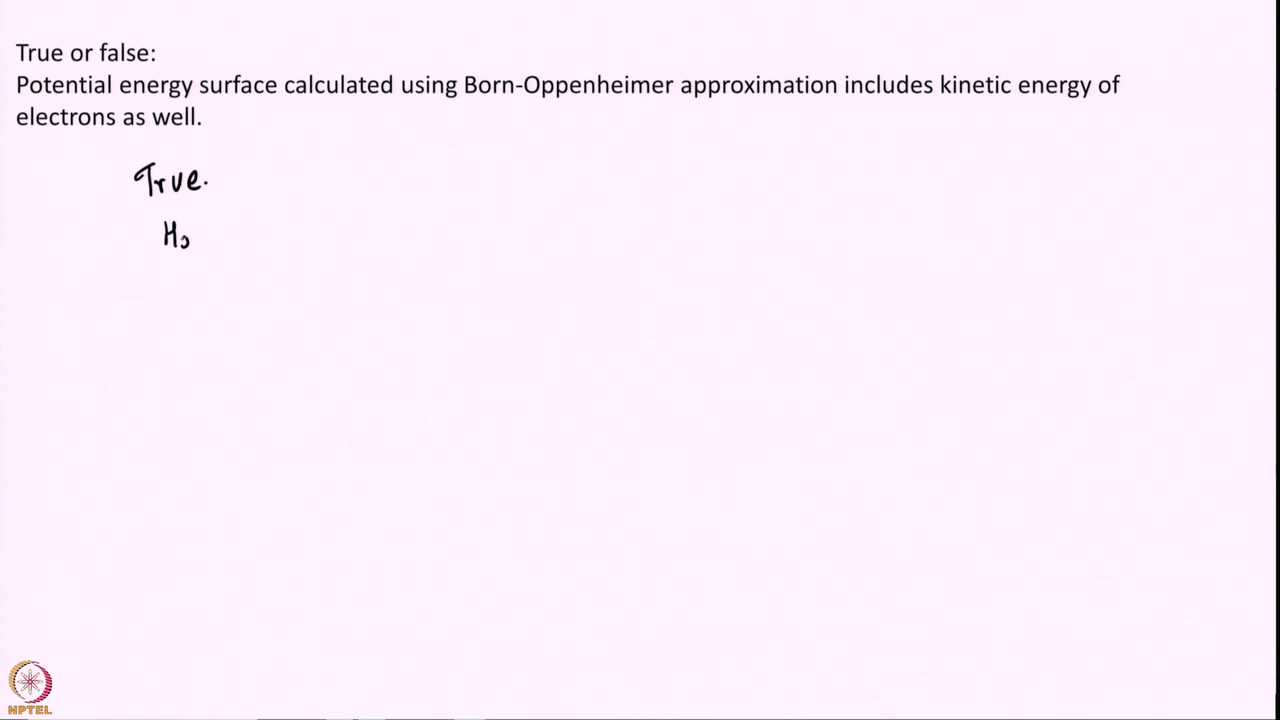 True or false:
Potential energy surface calculated using Born-Oppenheimer approximation includes kinetic energy of
electrons as well.
True.
H₂
NPTEL